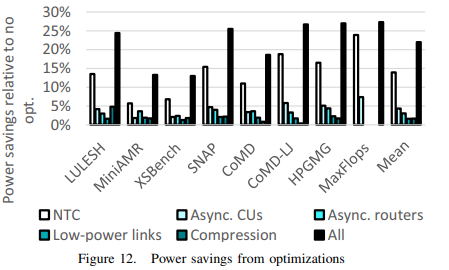 Power savings relative to no
opt.
30%
25%
20%
15%
10%
5%
0%
LULESH
MiniAMR
XSBench
SNAP
CoMD
CoMD-LJ
HPGMG
MaxFlops
Mean
NTC
Async. CUs
Async. routers
Low-power links
Compression
All
Figure 12. Power savings from optimizations